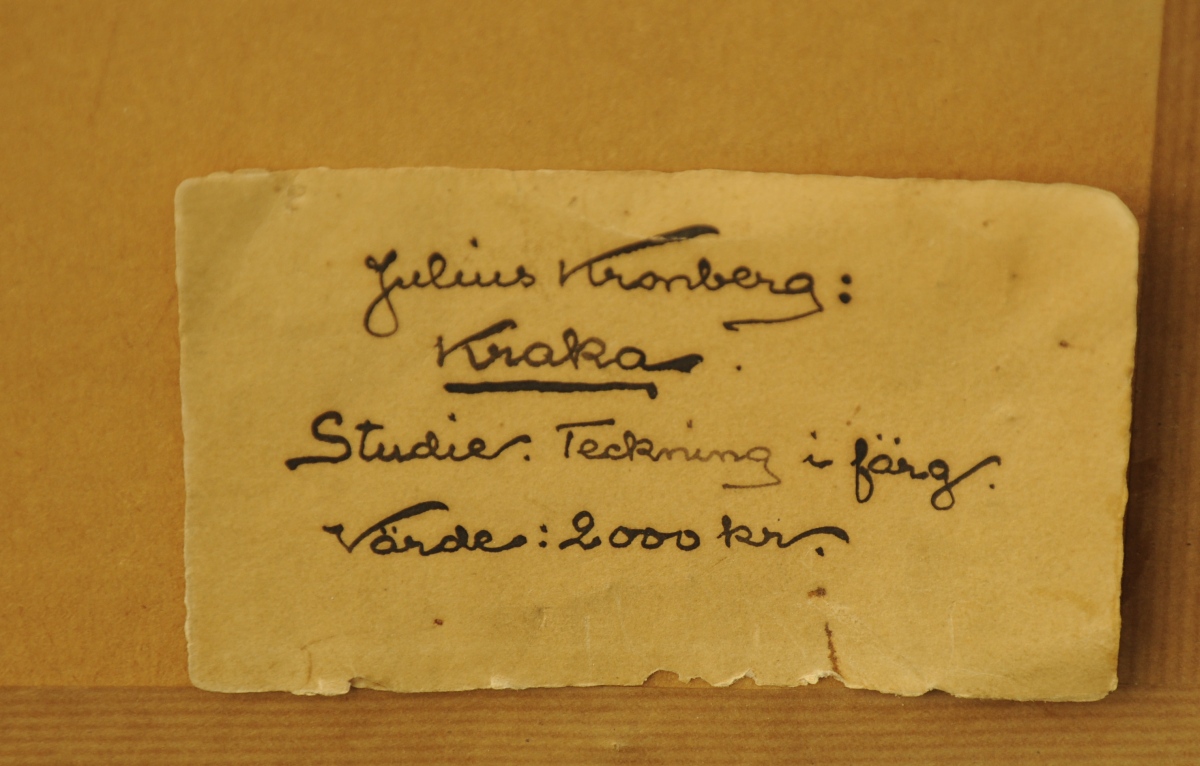 Julius Kronberg:
Kraka.
Studie. Teckning i färg.
Värde: 2000 kr.